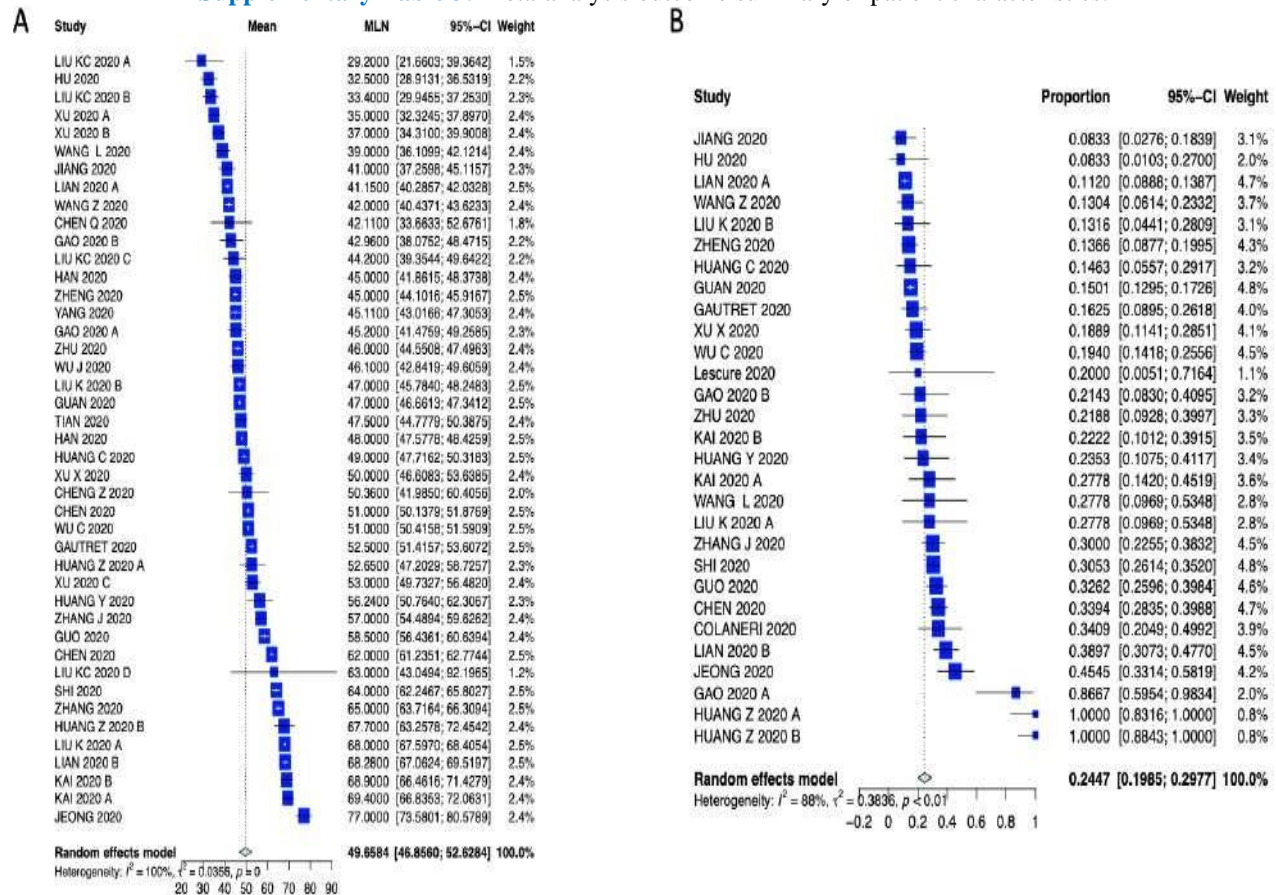 A
Study Mean MLN 95%-CI Weight
LIU KC 2020 A 29.2000 [21.6603; 39.3642] 1.5%
HU 2020 32.5000 [28.9131; 36.5319] 2.2%
LIU KC 2020 B 33.4000 [29.9455; 37.2530] 2.3%
XU 2020 A 35.0000 [32.3245; 37.8970] 2.4%
XU 2020 B 37.0000 [34.3100; 39.9008] 2.4%
WANG L 2020 39.0000 [36.1099; 42.1214] 2.4%
JIANG 2020 41.0000 [37.2598; 45.1157] 2.3%
LIAN 2020 A 41.1500 [40.2857; 42.0328] 2.4%
WANG Z 2020 42.0000 [40.4371; 43.6233] 2.4%
CHEN Q 2020 42.1100 [33.6633; 52.6761] 1.8%
GAO 2020 B 42.9600 [38.0752; 48.4715] 2.2%
LIU KC 2020 C 44.2000 [39.3544; 49.6422] 2.2%
HAN 2020 45.0000 [41.8615; 48.3738] 2.4%
ZHENG 2020 45.0000 [44.1016; 45.9167] 2.5%
YANG 2020 45.1100 [43.0166; 47.3053] 2.4%
GAO 2020 A 45.2000 [41.4759; 49.2585] 2.3%
ZHU 2020 46.0000 [44.5508; 47.4963] 2.4%
WU J 2020 46.1000 [42.8419; 49.6059] 2.4%
LIU K 2020 B 47.0000 [45.7840; 48.2483] 2.5%
GUAN 2020 47.0000 [46.6613; 47.3412] 2.5%
TIAN 2020 47.5000 [44.7779; 50.3875] 2.4%
HAN 2020 48.0000 [47.5778; 48.4259] 2.5%
HUANG C 2020 49.0000 [47.7162; 50.3183] 2.5%
XU X 2020 50.0000 [46.6083; 53.6385] 2.4%
CHENG Z 2020 50.3600 [41.9850; 60.4056] 2.0%
CHEN 2020 51.0000 [50.1379; 51.8769] 2.5%
WU C 2020 51.0000 [50.4158; 51.5909] 2.5%
GAUTRET 2020 52.5000 [51.4157; 53.6072] 2.5%
HUANG Z 2020 A 52.6500 [47.2029; 58.7257] 2.3%
XU 2020 C 53.0000 [49.7327; 56.4820] 2.4%
HUANG Y 2020 56.2400 [50.7640; 62.3067] 2.3%
ZHANG J 2020 57.0000 [54.4894; 59.6262] 2.4%
GUO 2020 58.5000 [56.4361; 60.6394] 2.4%
CHEN 2020 62.0000 [61.2351; 62.7744] 2.5%
LIU KC 2020 D 63.0000 [43.0494; 92.1965] 1.2%
SHI 2020 64.0000 [62.2467; 65.8027] 2.5%
ZHANG 2020 65.0000 [63.7164; 66.3094] 2.5%
HUANG Z 2020 B 67.7000 [63.2578; 72.4542] 2.4%
LIU K 2020 A 68.0000 [67.5970; 68.4054] 2.5%
LIAN 2020 B 68.2800 [67.0624; 69.5197] 2.5%
KAI 2020 B 68.9000 [66.4616; 71.4279] 2.4%
KAI 2020 A 69.4000 [66.8353; 72.0631] 2.4%
JEONG 2020 77.0000 [73.5801; 80.5789] 2.4%
Random effects model 49.6584 [46.8560; 52.6284] 100.0%
Heterogeneity: I² = 100%, τ² = 0.0356, p = 0
20 30 40 50 60 70 80 90
B
Study Proportion 95%-CI Weight
JIANG 2020 0.0833 [0.0276; 0.1839] 3.1%
HU 2020 0.0833 [0.0103; 0.2700] 2.0%
LIAN 2020 A 0.1120 [0.0888; 0.1387] 4.7%
WANG Z 2020 0.1304 [0.0614; 0.2332] 3.7%
LIU K 2020 B 0.1316 [0.0441; 0.2809] 3.0%
ZHENG 2020 0.1366 [0.0877; 0.1995] 4.3%
HUANG C 2020 0.1463 [0.0557; 0.2917] 3.2%
GUAN 2020 0.1501 [0.1295; 0.1726] 4.8%
GAUTRET 2020 0.1625 [0.0895; 0.2618] 4.0%
XU X 2020 0.1889 [0.1141; 0.2851] 4.1%
WU C 2020 0.1940 [0.1418; 0.2556] 4.5%
Lescure 2020 0.2000 [0.0051; 0.7164] 1.1%
GAO 2020 B 0.2143 [0.0830; 0.4095] 3.2%
ZHU 2020 0.2188 [0.0928; 0.3997] 3.5%
KAI 2020 B 0.2222 [0.1012; 0.3915] 3.5%
HUANG Y 2020 0.2353 [0.1075; 0.4117] 3.4%
KAI 2020 A 0.2778 [0.1420; 0.4519] 3.6%
WANG L 2020 0.2778 [0.0969; 0.5348] 2.8%
LIU K 2020 A 0.2778 [0.0969; 0.5348] 2.8%
ZHANG J 2020 0.3000 [0.2255; 0.3832] 4.5%
SHI 2020 0.3053 [0.2614; 0.3520] 4.8%
GUO 2020 0.3262 [0.2596; 0.3984] 4.6%
CHEN 2020 0.3394 [0.2835; 0.3988] 4.7%
COLANERI 2020 0.3409 [0.2049; 0.4992] 3.9%
LIAN 2020 B 0.3897 [0.3073; 0.4770] 4.5%
JEONG 2020 0.4545 [0.3314; 0.5819] 4.2%
GAO 2020 A 0.8667 [0.5954; 0.9834] 2.0%
HUANG Z 2020 A 1.0000 [0.8316; 1.0000] 0.8%
HUANG Z 2020 B 1.0000 [0.8843; 1.0000] 0.8%
Random effects model 0.2447 [0.1985; 0.2977] 100.0%
Heterogeneity: I² = 88%, τ² = 0.3836, p < 0.01
-0.2 0 0.2 0.4 0.6 0.8 1